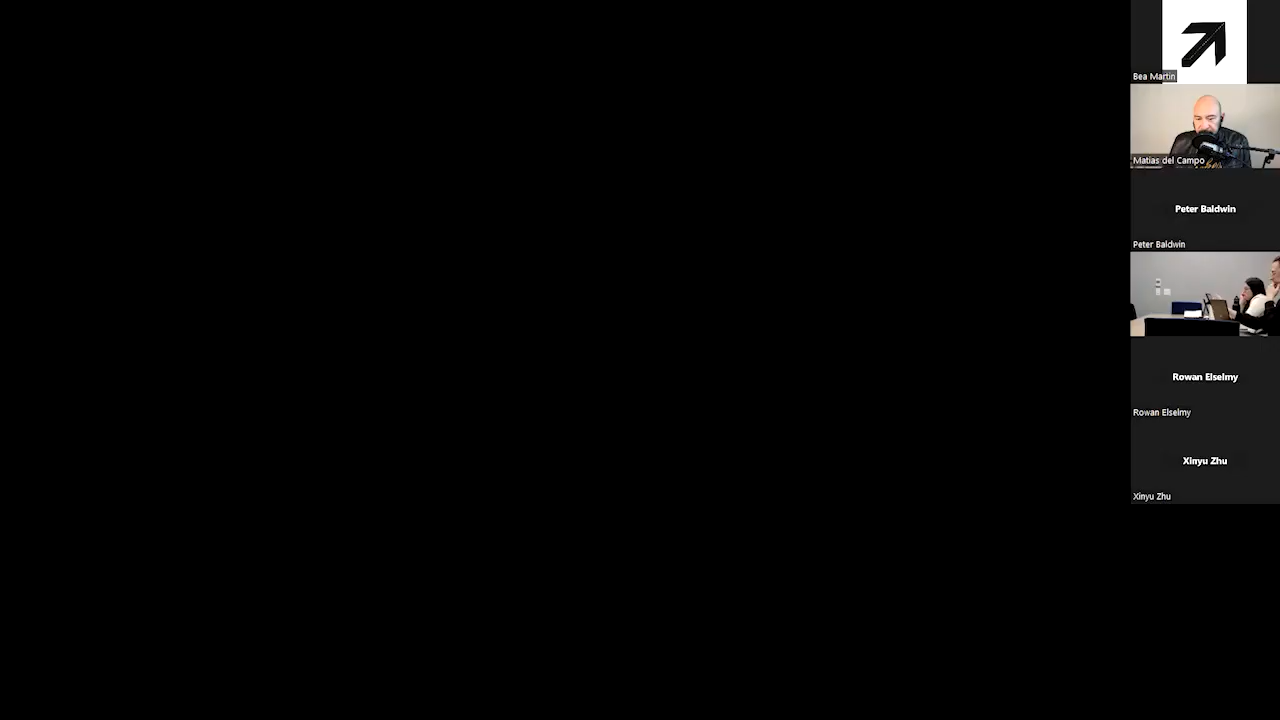 Bea Martin
Matias del Campo
Peter Baldwin
Peter Baldwin
Rowan Elselmy
Rowan Elselmy
Xinyu Zhu
Xinyu Zhu